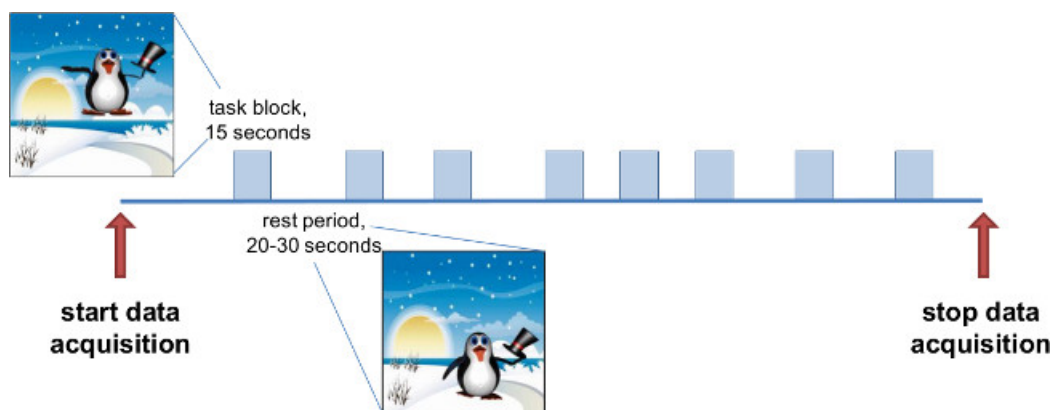 task block,
15 seconds
rest period,
20-30 seconds
start data
acquisition
stop data
acquisition